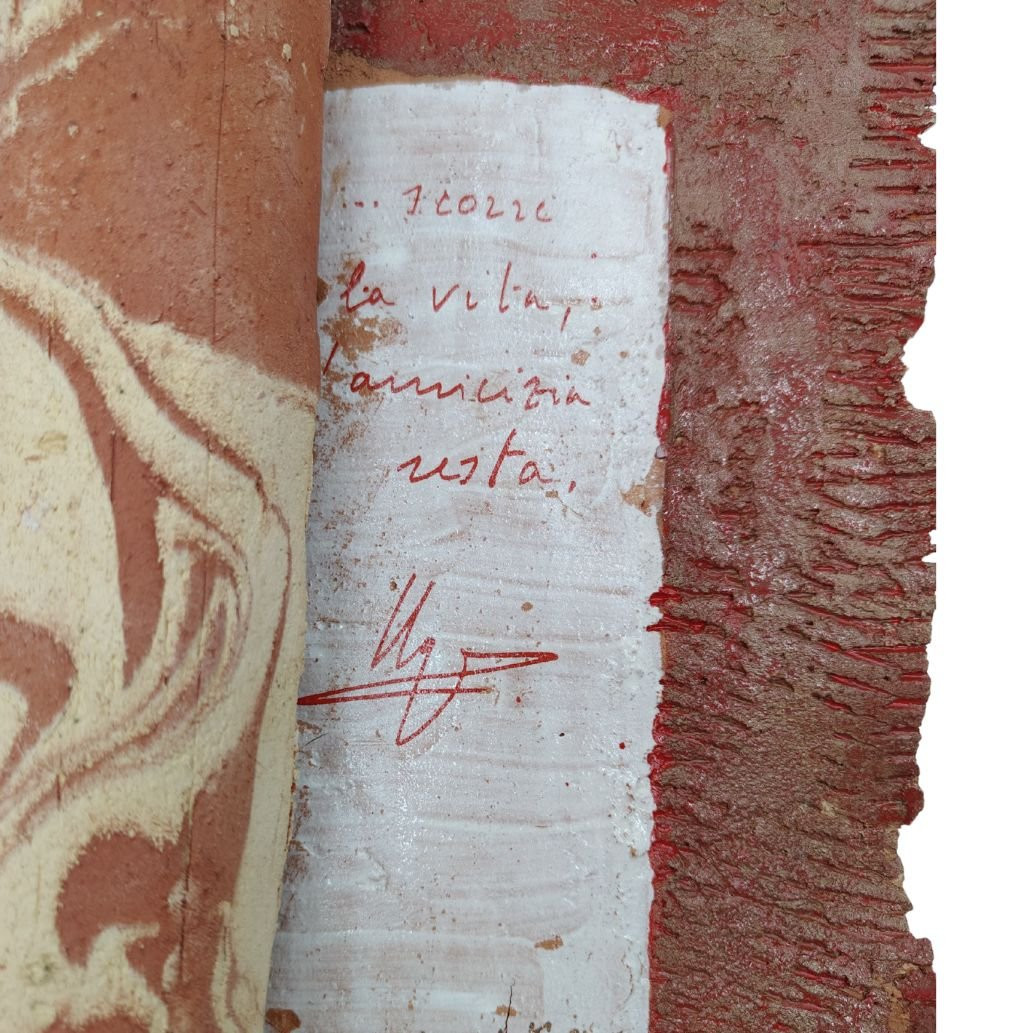 ... scorre
la vita,
l'amicizia
resta.